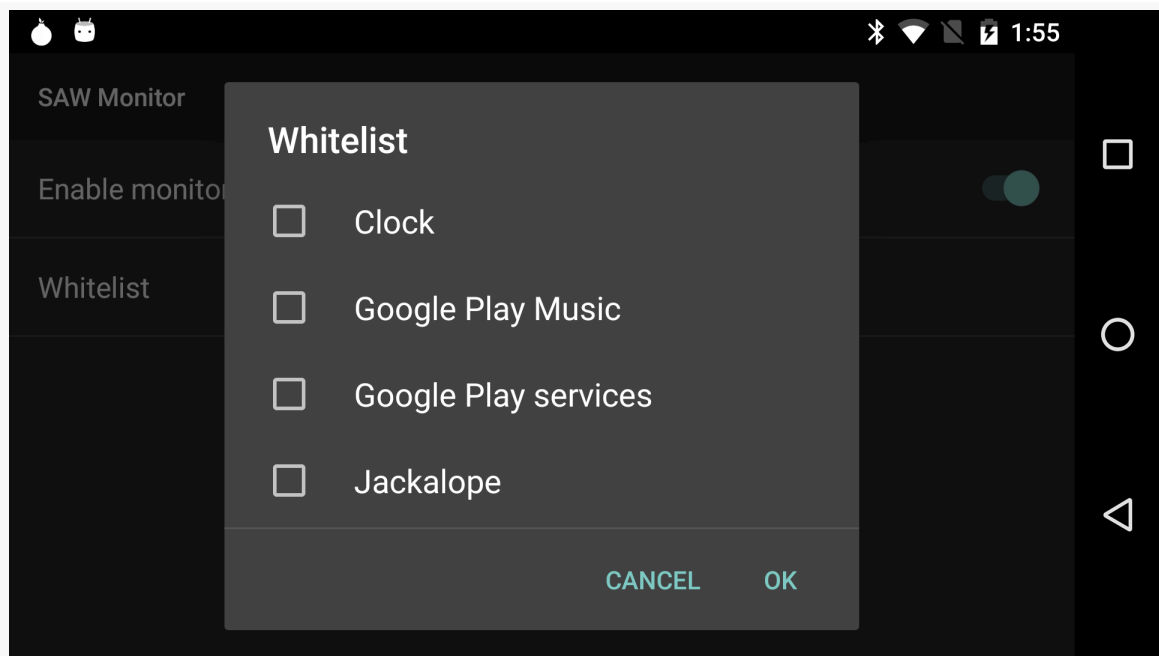 1:55
SAW Monitor
Whitelist
Enable monitor
Clock
Google Play Music
Whitelist
Google Play services
Jackalope
CANCEL OK